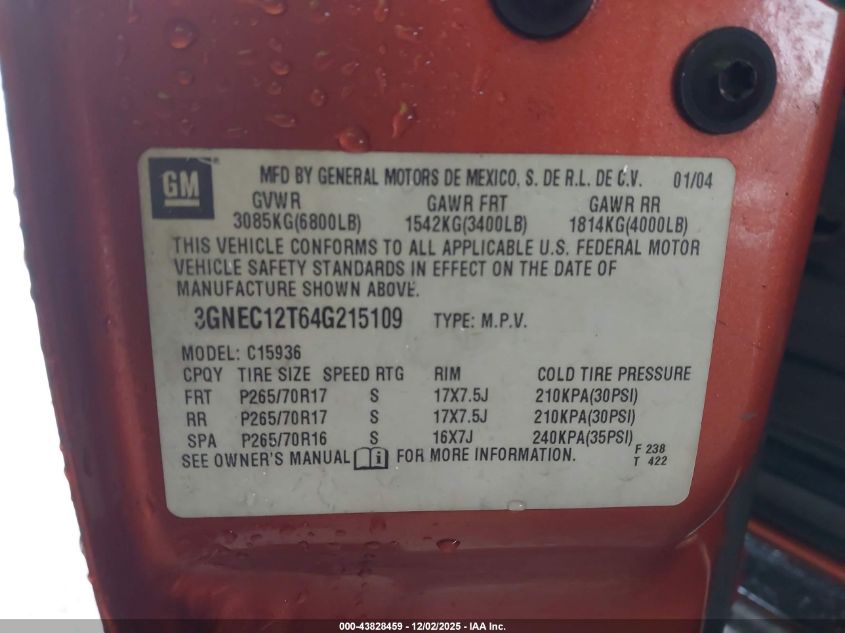 GM
MFD BY GENERAL MOTORS DE MEXICO, S. DE R.L. DE C.V. 01/04
GVWR GAWR FRT GAWR RR
3085KG(6800LB) 1542KG(3400LB) 1814KG(4000LB)
THIS VEHICLE CONFORMS TO ALL APPLICABLE U.S. FEDERAL MOTOR
VEHICLE SAFETY STANDARDS IN EFFECT ON THE DATE OF
MANUFACTURE SHOWN ABOVE.
3GNEC12T64G215109 TYPE: M.P.V.
MODEL: C15936
CPQY TIRE SIZE SPEED RTG RIM COLD TIRE PRESSURE
FRT P265/70R17 S 17X7.5J 210KPA(30PSI)
RR P265/70R17 S 17X7.5J 210KPA(30PSI)
SPA P265/70R16 S 16X7J 240KPA(35PSI)
SEE OWNER'S MANUAL FOR MORE INFORMATION.
F 238
T 422
000-43828459 - 12/02/2025 - IAA Inc.